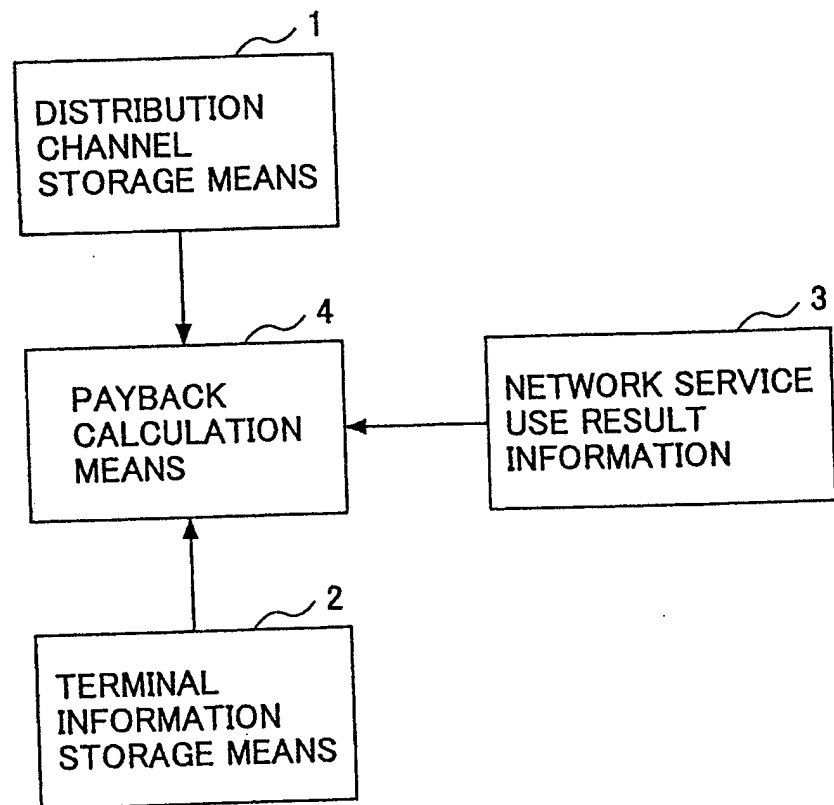 1
DISTRIBUTION
CHANNEL
STORAGE MEANS
4
PAYBACK
CALCULATION
MEANS
3
NETWORK SERVICE
USE RESULT
INFORMATION
2
TERMINAL
INFORMATION
STORAGE MEANS